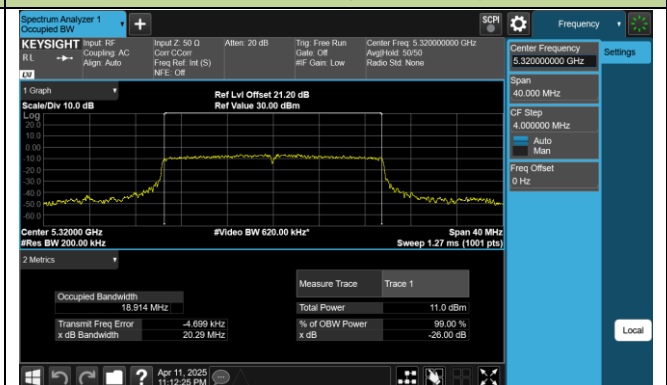 Spectrum Analyzer 1
Occupied BW
SCPI
Frequency
KEYSIGHT Input: RF Input Z: 50 Ω Atten: 20 dB Trig: Free Run Center Freq: 5.320000000 GHz
RL Coupling: AC Corr CCorr Gate: Off Avg|Hold: 50/50
Align: Auto Freq Ref: Int (S) #IF Gain: Low Radio Std: None
NFE: Off
LXI
Center Frequency
5.320000000 GHz
Settings
Span
40.000 MHz
CF Step
4.000000 MHz
Auto
Man
Freq Offset
0 Hz
1 Graph
Ref Lvl Offset 21.20 dB
Scale/Div 10.0 dB Ref Value 30.00 dBm
Log
20.0
10.0
0.00
-10.0
-20.0
-30.0
-40.0
-50.0
-60.0
Center 5.32000 GHz #Video BW 620.00 kHz* Span 40 MHz
#Res BW 200.00 kHz Sweep 1.27 ms (1001 pts)
2 Metrics
Measure Trace Trace 1
Occupied Bandwidth
18.914 MHz Total Power 11.0 dBm
Transmit Freq Error -4.699 kHz % of OBW Power 99.00 %
x dB Bandwidth 20.29 MHz x dB -26.00 dB
Local
? Apr 11, 2025
11:12:25 PM